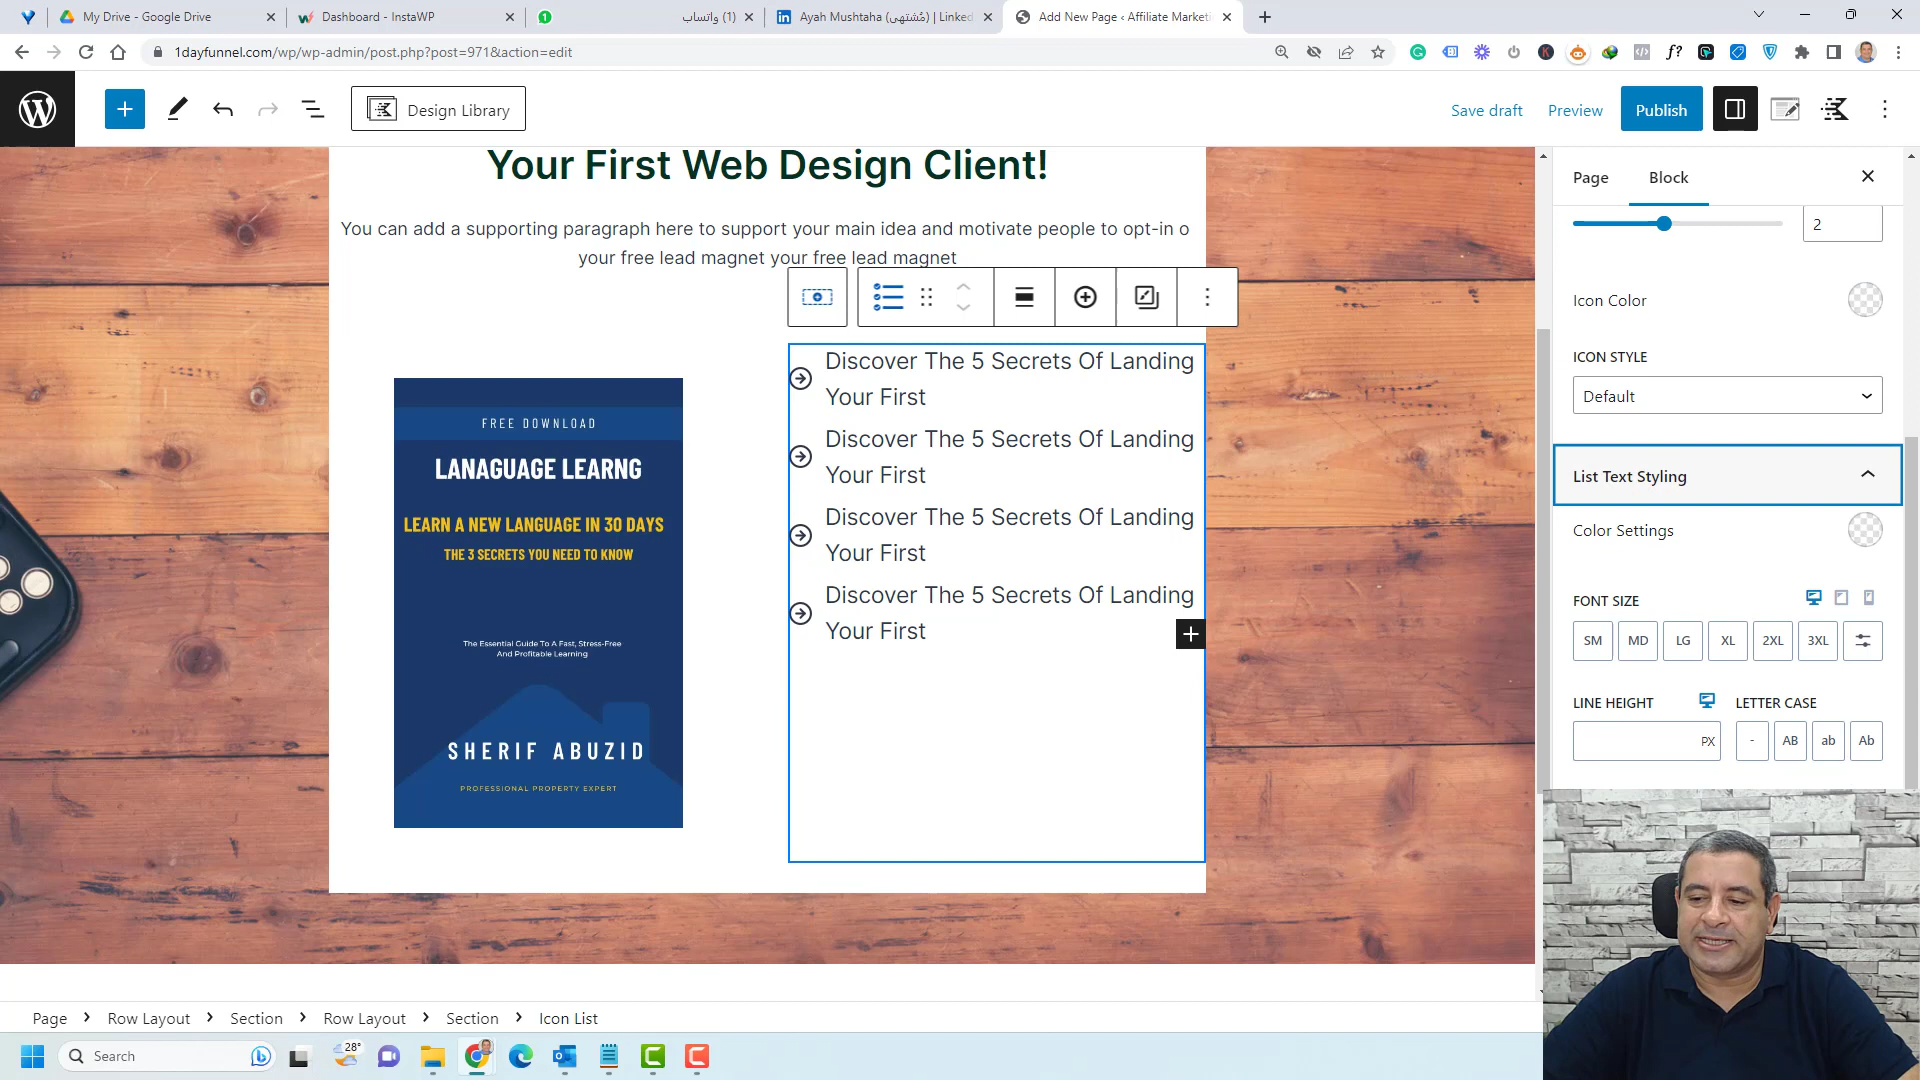 My Drive - Google Drive
Dashboard - InstaWP
1
(1) واتساب
Ayah Mushtaha (مُشتهى) | Linked
Add New Page ‹ Affiliate Marketi
1dayfunnel.com/wp/wp-admin/post.php?post=971&action=edit
Design Library
Save draft
Preview
Publish
Your First Web Design Client!
You can add a supporting paragraph here to support your main idea and motivate people to opt-in o
your free lead magnet your free lead magnet
FREE DOWNLOAD
LANAGUAGE LEARNG
LEARN A NEW LANGUAGE IN 30 DAYS
THE 3 SECRETS YOU NEED TO KNOW
The Essential Guide To A Fast, Stress-Free
And Profitable Learning
SHERIF ABUZID
PROFESSIONAL PROPERTY EXPERT
Discover The 5 Secrets Of Landing
Your First
Discover The 5 Secrets Of Landing
Your First
Discover The 5 Secrets Of Landing
Your First
Discover The 5 Secrets Of Landing
Your First
Page
Block
2
Icon Color
ICON STYLE
Default
List Text Styling
Color Settings
FONT SIZE
SM
MD
LG
XL
2XL
3XL
LINE HEIGHT
LETTER CASE
PX
-
AB
ab
Ab
Page
Row Layout
Section
Row Layout
Section
Icon List
Search
28°